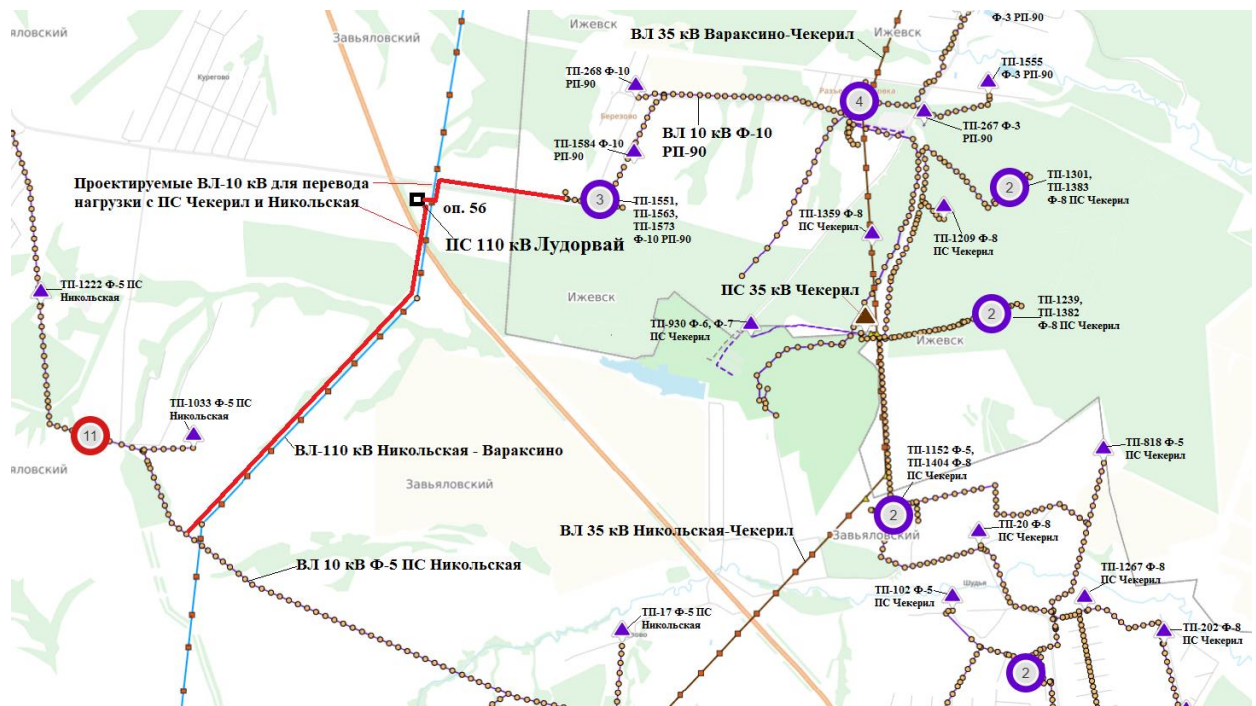 Ижевск
Ф-3 РП-90
Завьяловский
ВЛ 35 кВ Вараксино-Чекерил
Ижевск
ТП-1555
Ф-3 РП-90
ТП-268 Ф-10
РП-90
Курегово
4
Березово
ТП-267 Ф-3
РП-90
ВЛ 10 кВ Ф-10
РП-90
ТП-1584 Ф-10
РП-90
Проектируемые ВЛ-10 кВ для перевода
нагрузки с ПС Чекерил и Никольская
2
ТП-1301,
ТП-1383
Ф-8 ПС Чекерил
3
ТП-1551,
ТП-1563,
ТП-1573
Ф-10 РП-90
оп. 56
ТП-1359 Ф-8
ПС Чекерил
ТП-1209 Ф-8
ПС Чекерил
ПС 110 кВ Лудорвай
ТП-1222 Ф-5 ПС
Никольская
Ижевск
ПС 35 кВ Чекерил
ТП-1239,
ТП-1382
Ф-8 ПС Чекерил
2
ТП-930 Ф-6, Ф-7
ПС Чекерил
Ижевск
ТП-1033 Ф-5 ПС
Никольская
11
ВЛ-110 кВ Никольская - Вараксино
ТП-818 Ф-5
ПС Чекерил
ТП-1152 Ф-5,
ТП-1404 Ф-8
ПС Чекерил
Завьяловский
2
ВЛ 35 кВ Никольская-Чекерил
Завьяловский
ТП-20 Ф-8
ПС Чекерил
ВЛ 10 кВ Ф-5 ПС Никольская
ТП-1267 Ф-8
ПС Чекерил
Шудья
ТП-102 Ф-5
ПС Чекерил
ТП-17 Ф-5 ПС
Никольская
ТП-202 Ф-8
ПС Чекерил
2